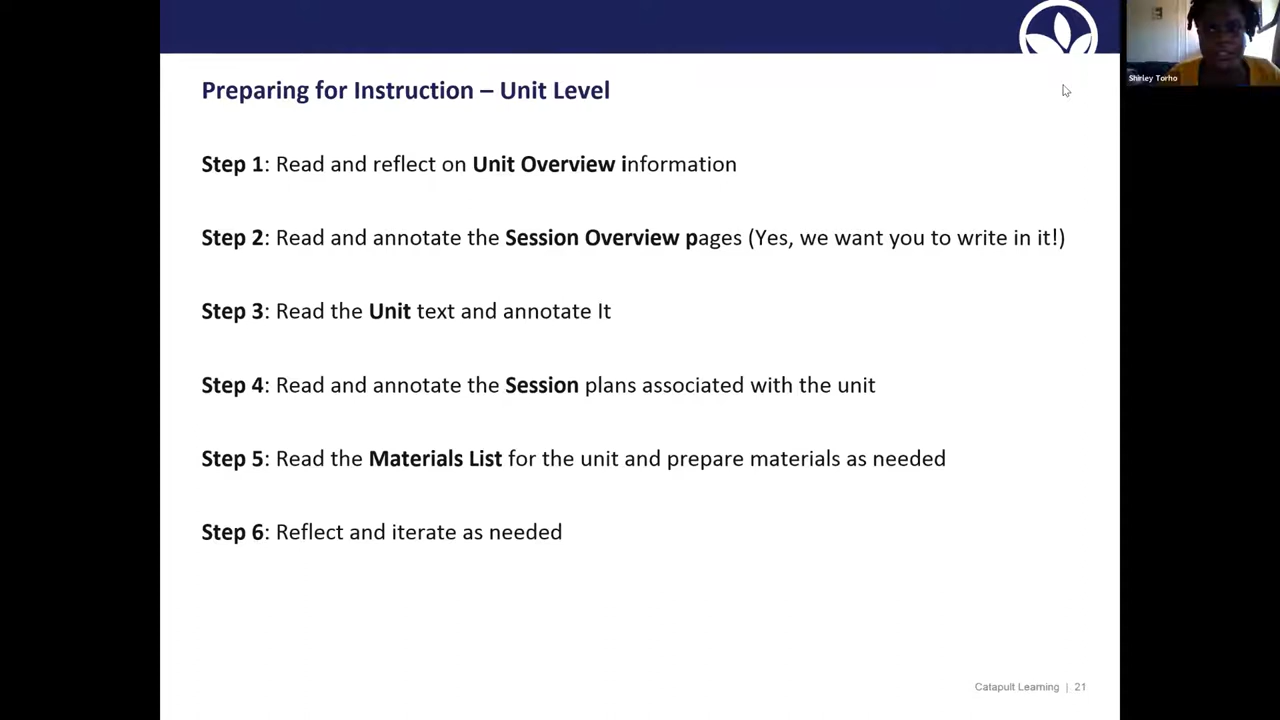 Shirley Torho
Preparing for Instruction – Unit Level
Step 1: Read and reflect on Unit Overview information
Step 2: Read and annotate the Session Overview pages (Yes, we want you to write in it!)
Step 3: Read the Unit text and annotate It
Step 4: Read and annotate the Session plans associated with the unit
Step 5: Read the Materials List for the unit and prepare materials as needed
Step 6: Reflect and iterate as needed
Catapult Learning | 21